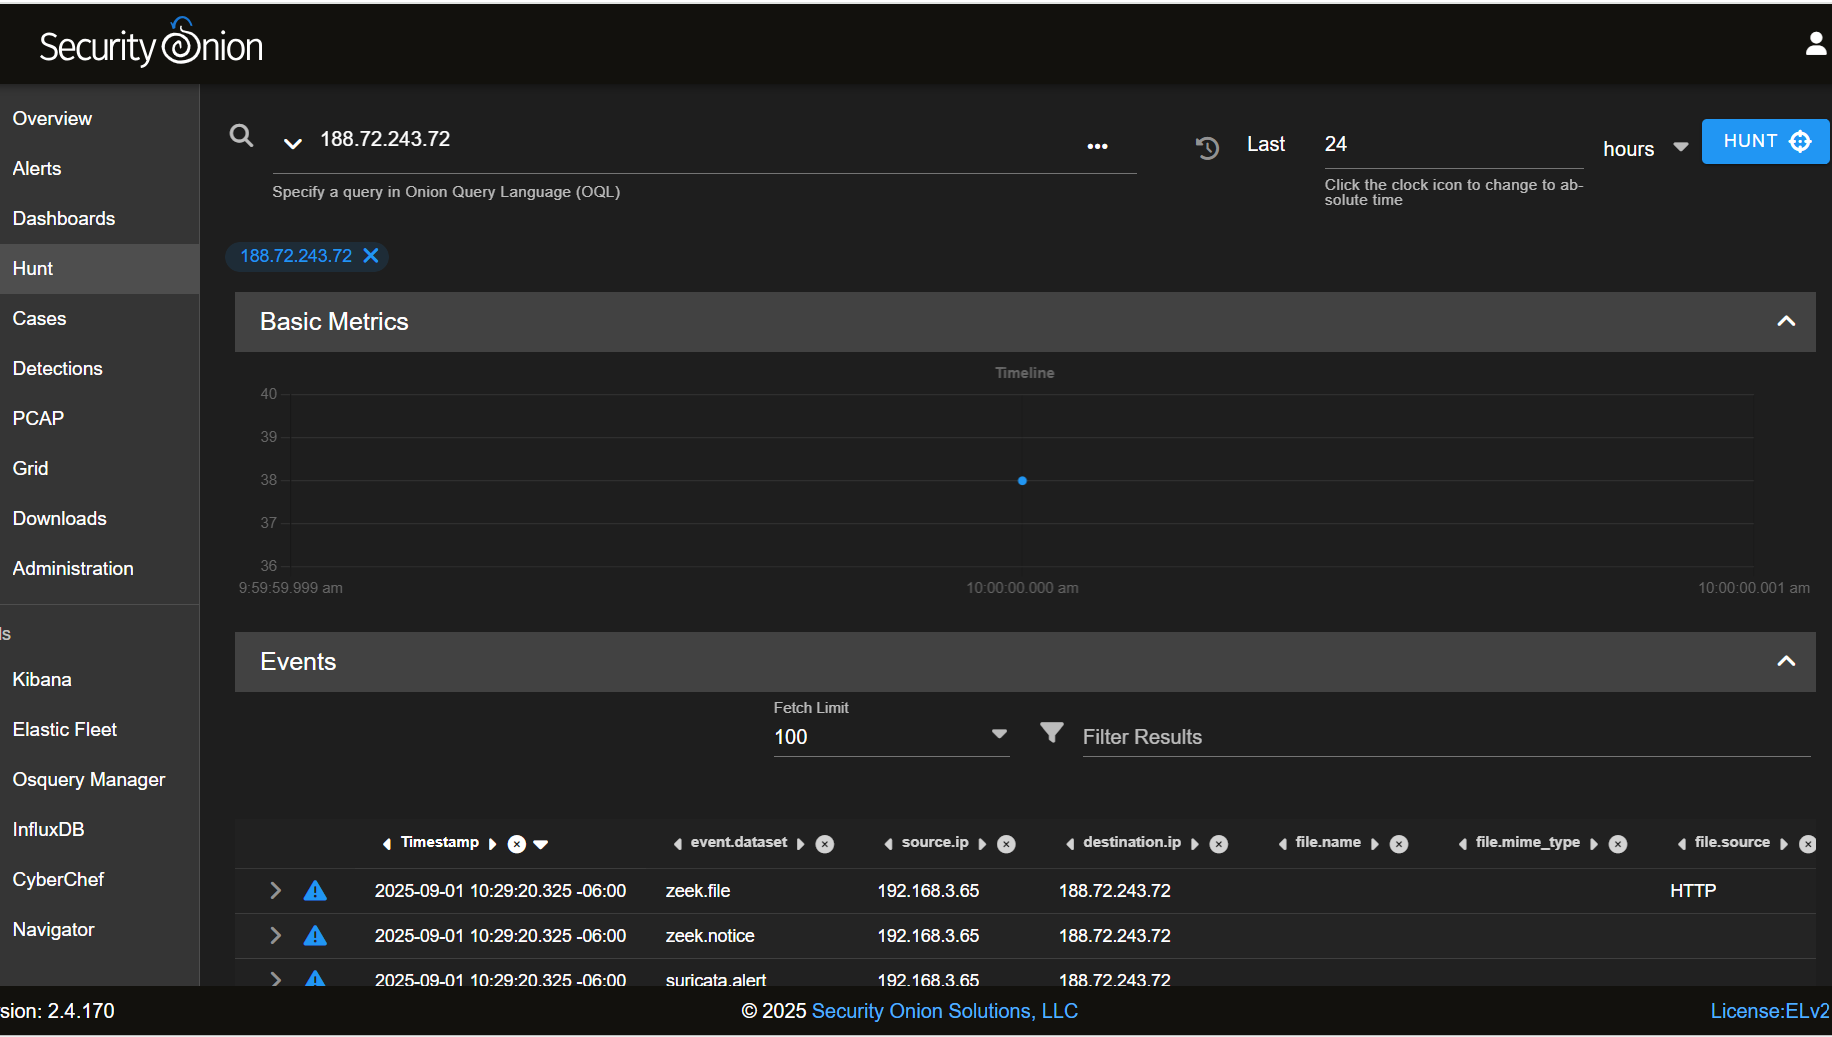 Security Onion
Overview
Alerts
Dashboards
Hunt
Cases
Detections
PCAP
Grid
Downloads
Administration
ls
Kibana
Elastic Fleet
Osquery Manager
InfluxDB
CyberChef
Navigator
188.72.243.72
Specify a query in Onion Query Language (OQL)
Last
24
hours
HUNT
Click the clock icon to change to ab-
solute time
188.72.243.72
Basic Metrics
Timeline
40
39
38
37
36
9:59:59.999 am 10:00:00.000 am 10:00:00.001 am
Events
Fetch Limit
100
Filter Results
Timestamp event.dataset source.ip destination.ip file.name file.mime_type file.source
2025-09-01 10:29:20.325 -06:00 zeek.file 192.168.3.65 188.72.243.72 HTTP
2025-09-01 10:29:20.325 -06:00 zeek.notice 192.168.3.65 188.72.243.72
2025-09-01 10:29:20.325 -06:00 suricata.alert 192.168.3.65 188.72.243.72
rsion: 2.4.170
© 2025 Security Onion Solutions, LLC
License:ELv2